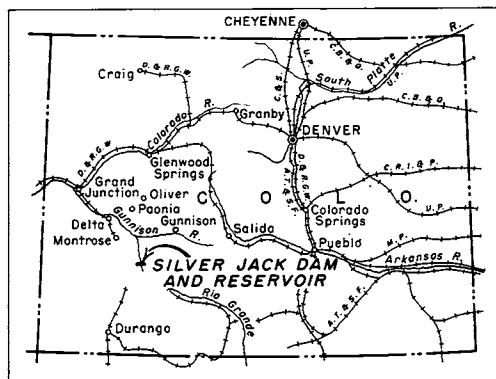 CHEYENNE
D. & R.G.W.
Craig
C. & S.
U.P.
C.B. & Q.
South Platte R.
U.P.
C.B. & Q.
Colorado R.
Granby
DENVER
D. & R.G.W.
Glenwood
Springs
Grand
Junction
Oliver
Paonia
Gunnison
Delta
Montrose
Gunnison R.
Salida
C O L O.
D. & R.G.W.
A.T. & S.F.
C.R.I. & P.
Colorado
Springs
U.P.
Pueblo
M.P.
Arkansas R.
SILVER JACK DAM
AND RESERVOIR
Rio Grande
A.T. & S.F.
Durango